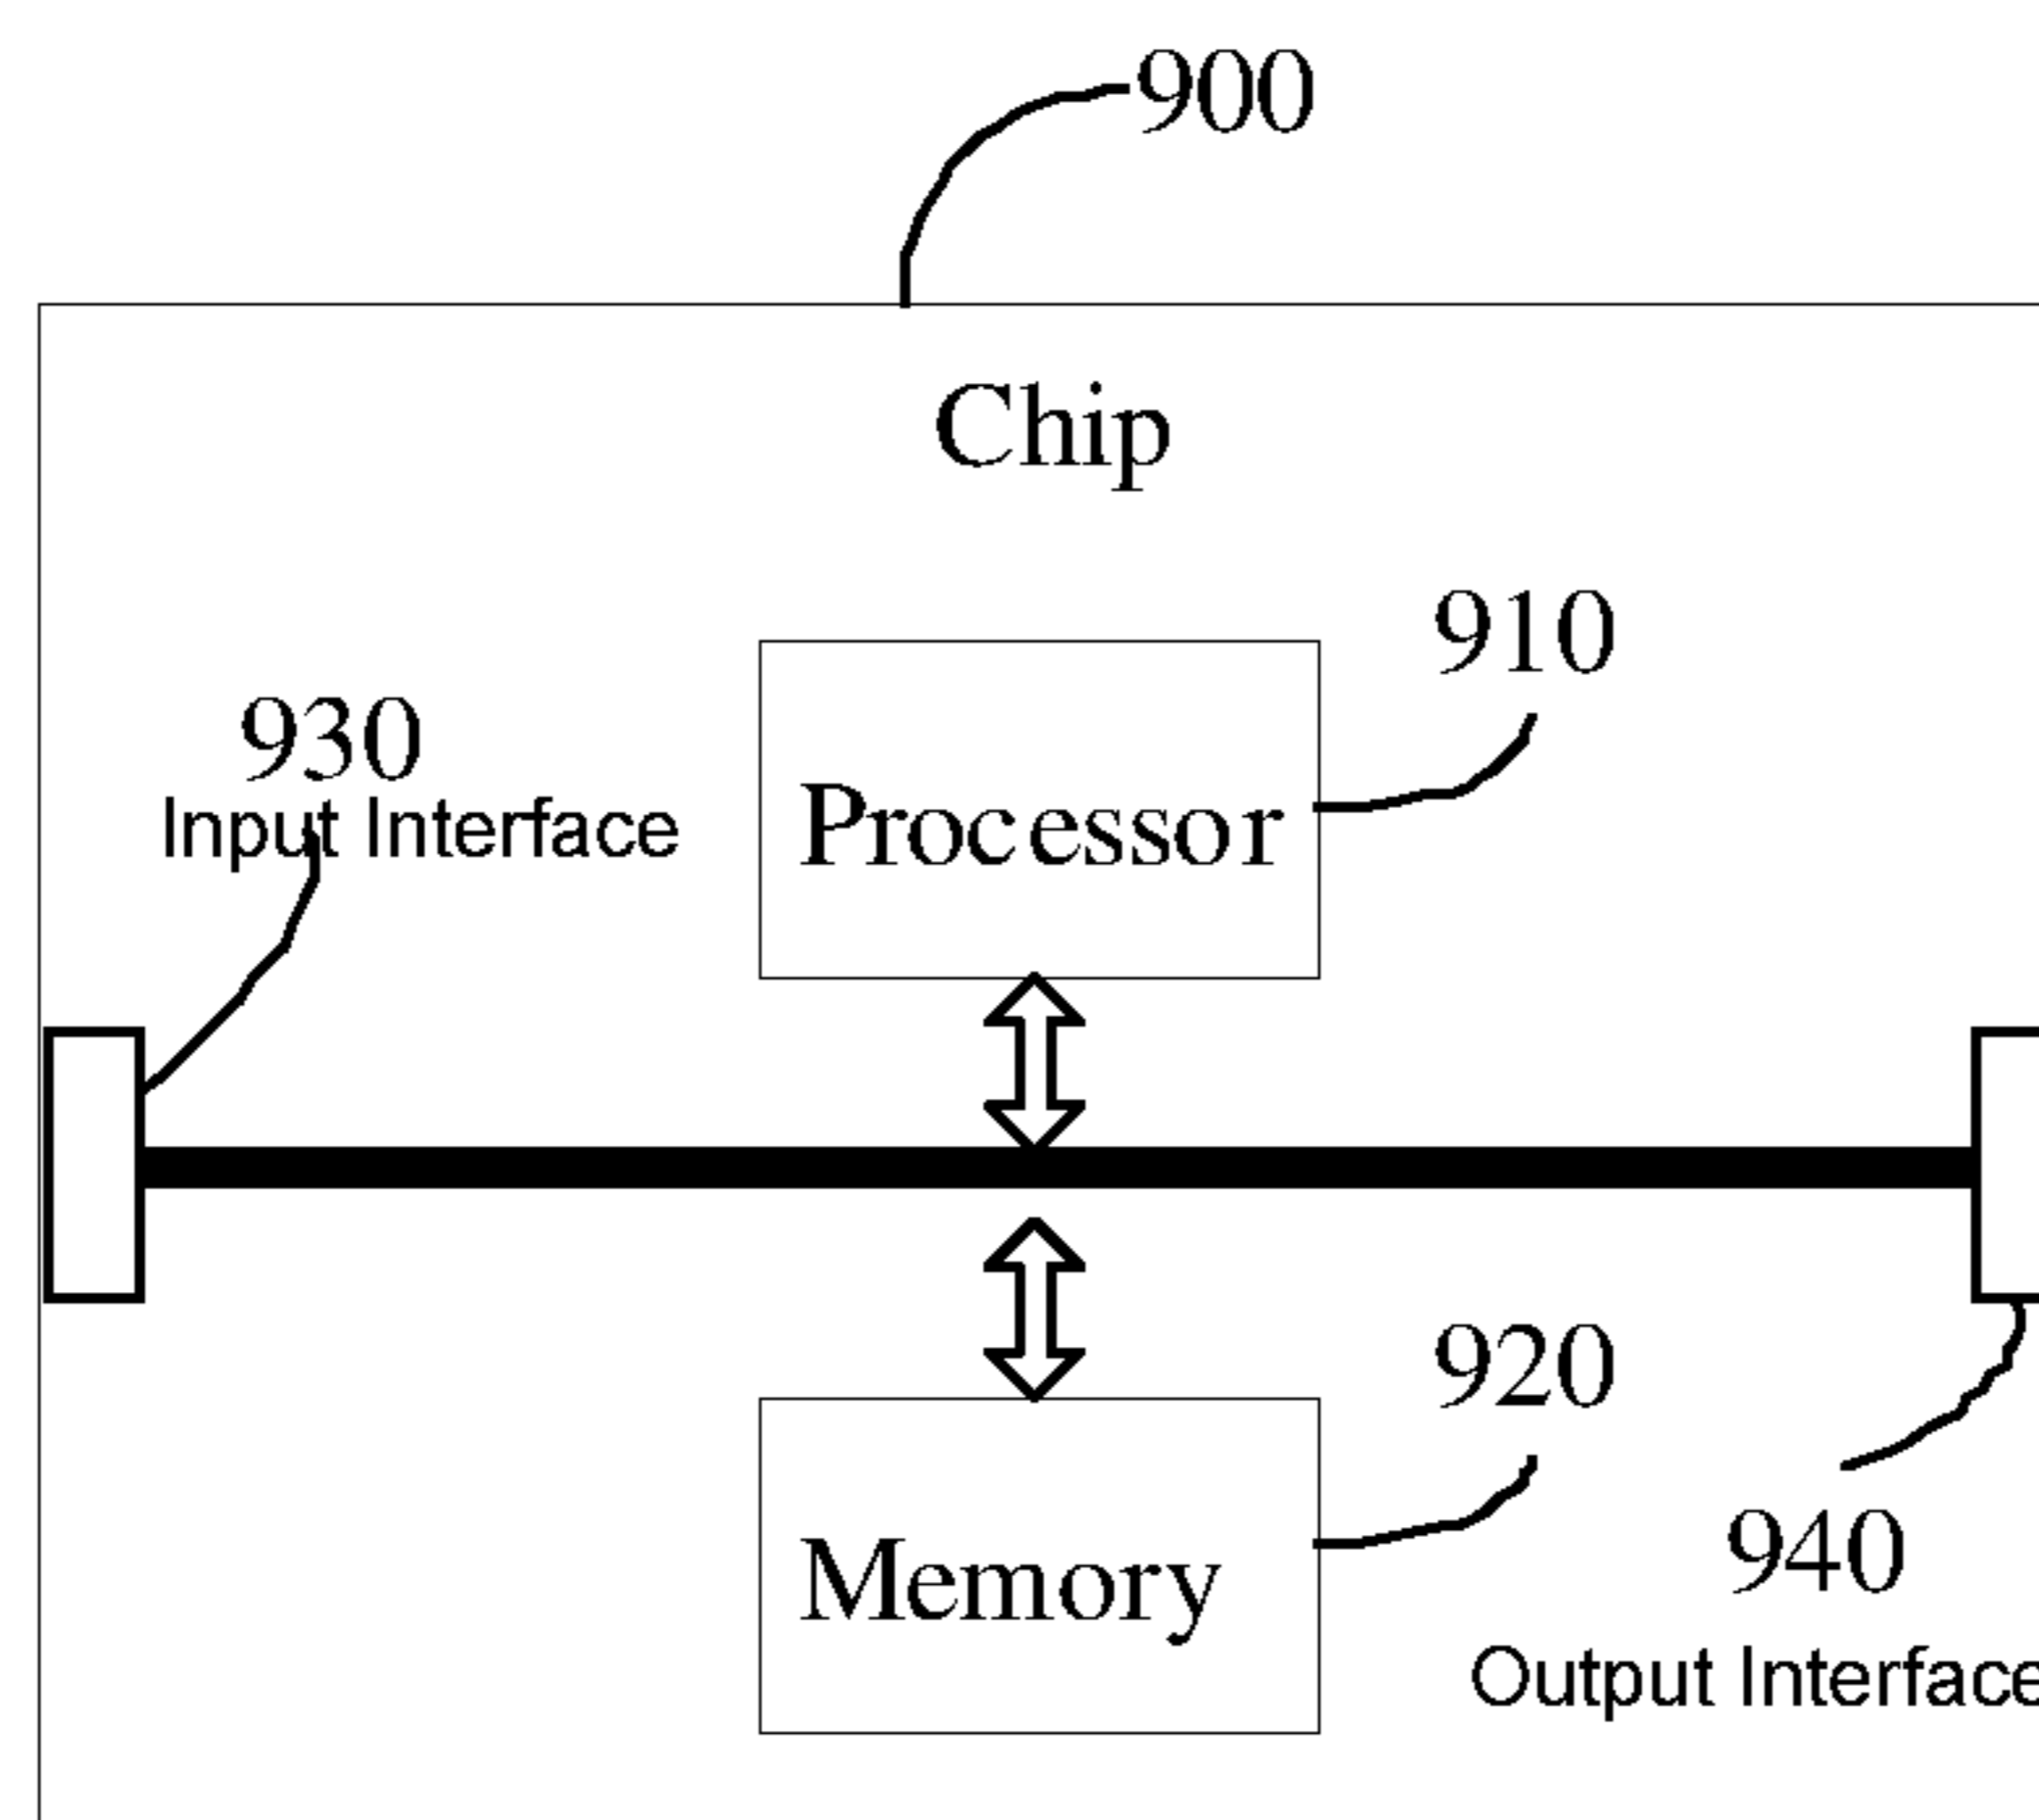 900
Chip
910
930
Input Interface
Processor
920
Memory
940
Output Interface